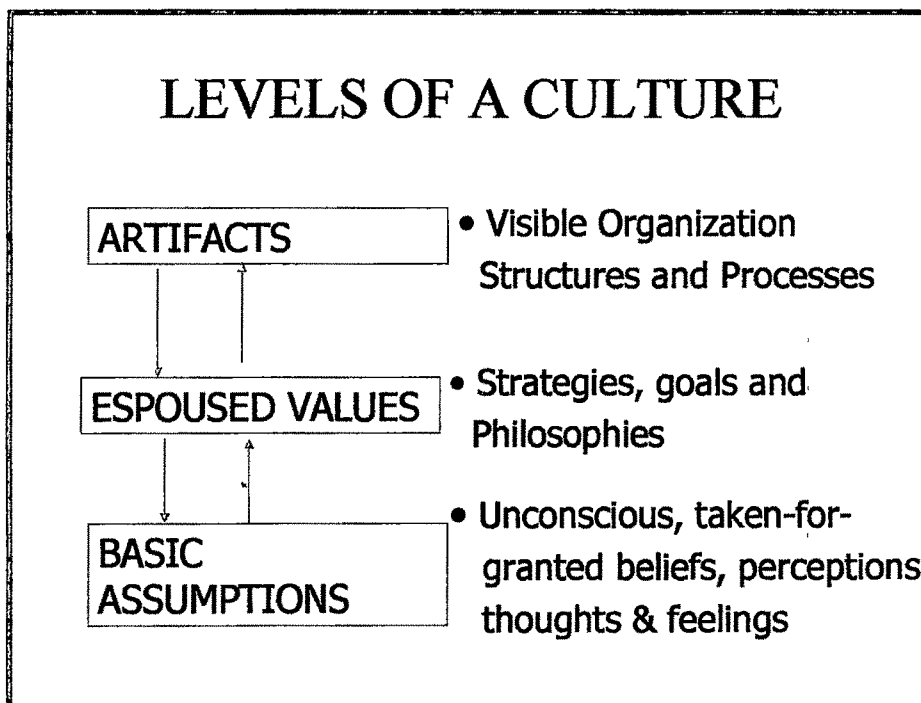 LEVELS OF A CULTURE
ARTIFACTS
• Visible Organization
Structures and Processes
ESPOUSED VALUES
• Strategies, goals and
Philosophies
BASIC
ASSUMPTIONS
• Unconscious, taken-for-
granted beliefs, perceptions
thoughts & feelings